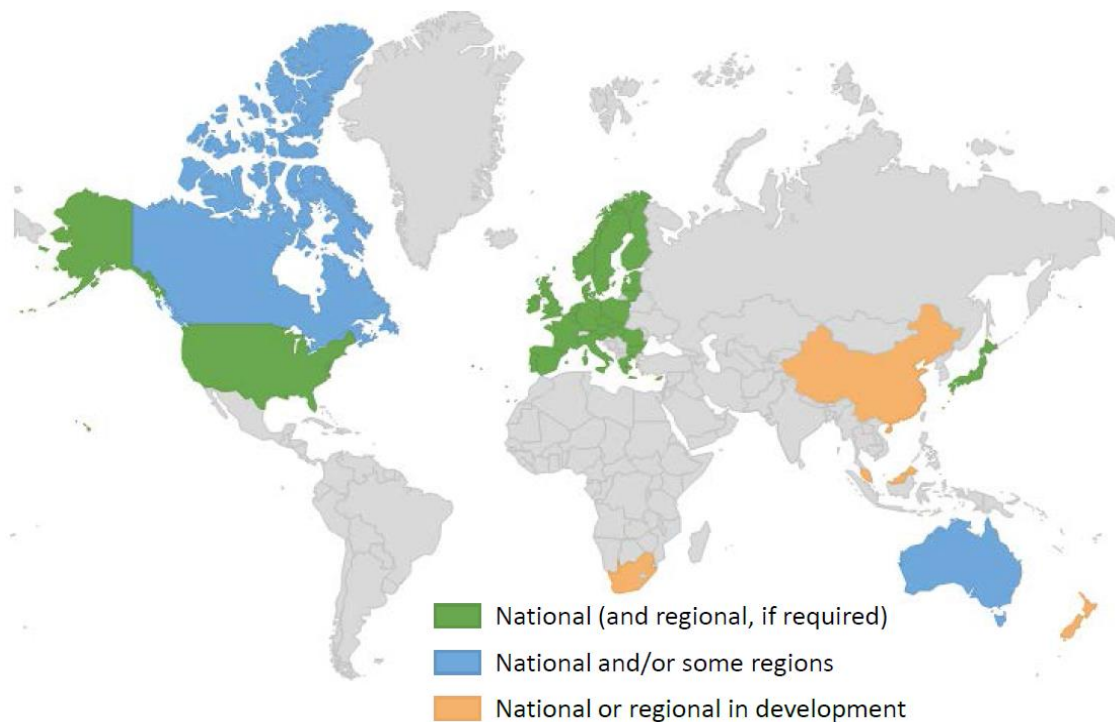 National (and regional, if required)
National and/or some regions
National or regional in development